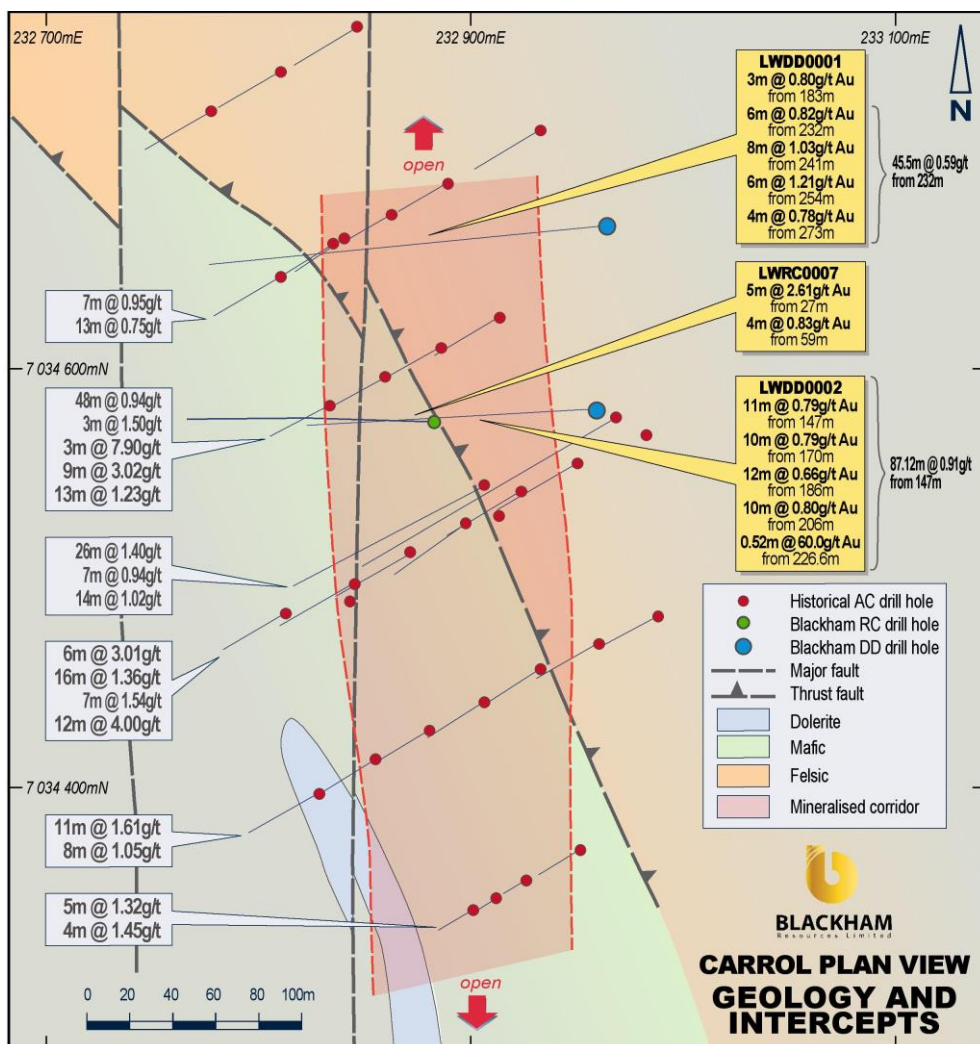 232 700mE
232 900mE
233 100mE
N
open
LWDD0001
3m @ 0.80g/t Au
from 183m
6m @ 0.82g/t Au
from 232m
8m @ 1.03g/t Au
from 241m
6m @ 1.21g/t Au
from 254m
4m @ 0.78g/t Au
from 273m
45.5m @ 0.59g/t
from 232m
LWRC0007
5m @ 2.61g/t Au
from 27m
4m @ 0.83g/t Au
from 59m
7m @ 0.95g/t
13m @ 0.75g/t
7 034 600mN
48m @ 0.94g/t
3m @ 1.50g/t
3m @ 7.90g/t
9m @ 3.02g/t
13m @ 1.23g/t
LWDD0002
11m @ 0.79g/t Au
from 147m
10m @ 0.79g/t Au
from 170m
12m @ 0.66g/t Au
from 186m
10m @ 0.80g/t Au
from 206m
0.52m @ 60.0g/t Au
from 226.6m
87.12m @ 0.91g/t
from 147m
26m @ 1.40g/t
7m @ 0.94g/t
14m @ 1.02g/t
6m @ 3.01g/t
16m @ 1.36g/t
7m @ 1.54g/t
12m @ 4.00g/t
Historical AC drill hole
Blackham RC drill hole
Blackham DD drill hole
Major fault
Thrust fault
Dolerite
Mafic
Felsic
Mineralised corridor
7 034 400mN
11m @ 1.61g/t
8m @ 1.05g/t
5m @ 1.32g/t
4m @ 1.45g/t
open
0 20 40 60 80 100m
BLACKHAM
Resources Limited
CARROL PLAN VIEW
GEOLOGY AND
INTERCEPTS